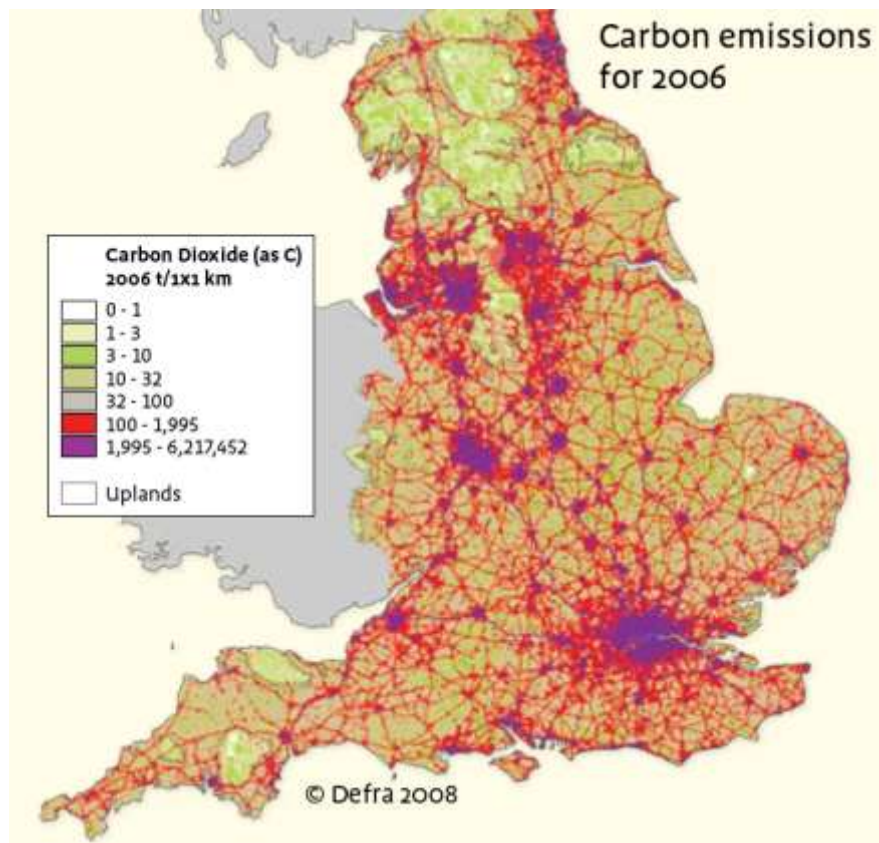 Carbon emissions
for 2006
Carbon Dioxide (as C)
2006 t/1x1 km
0 - 1
1 - 3
3 - 10
10 - 32
32 - 100
100 - 1,995
1,995 - 6,217,452
Uplands
© Defra 2008